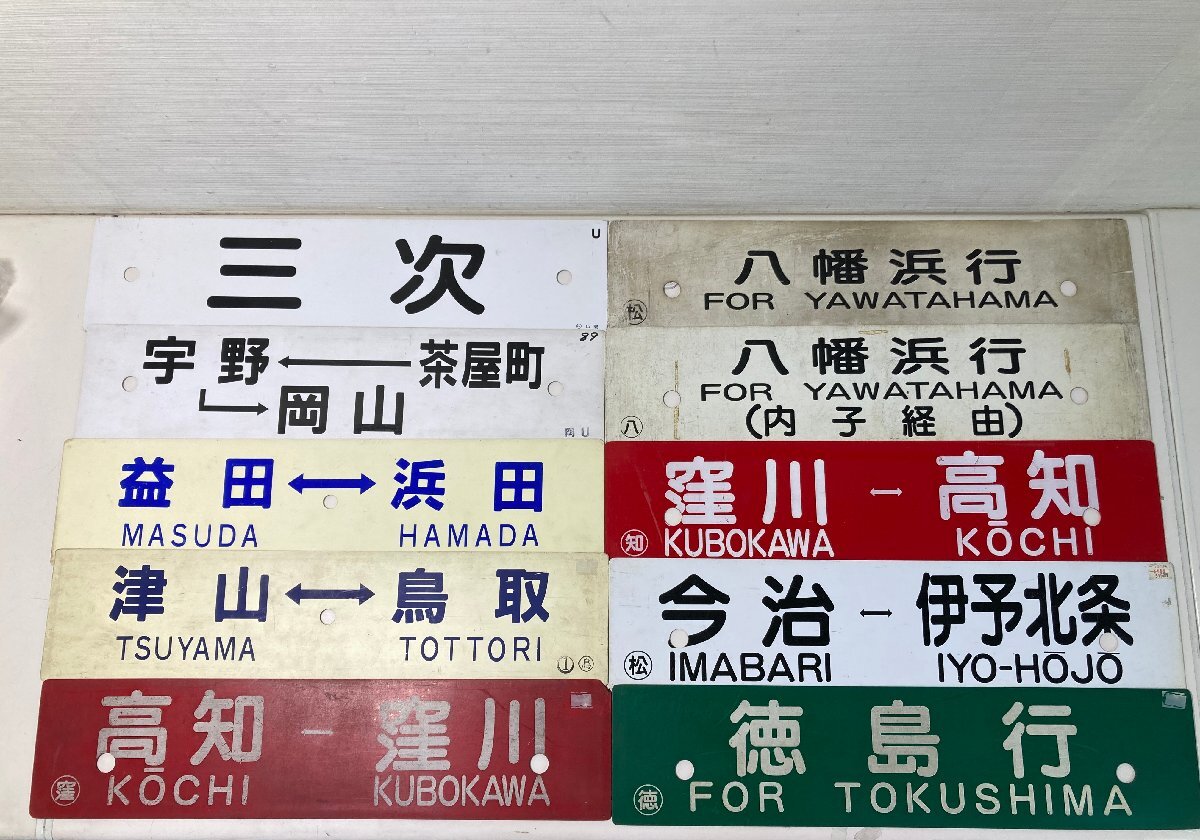 三次
U
宇野←茶屋町
89
└→岡山
岡U
益田↔浜田
MASUDA HAMADA
津山↔鳥取
TSUYAMA TOTTORI
高知－窪川
窪 KŌCHI KUBOKAWA
八幡浜行
松 FOR YAWATAHAMA
八幡浜行
FOR YAWATAHAMA
八 (内子経由)
窪川↔高知
知 KUBOKAWA KŌCHI
今治－伊予北条
松 IMABARI IYO-HŌJŌ
徳島行
徳 FOR TOKUSHIMA